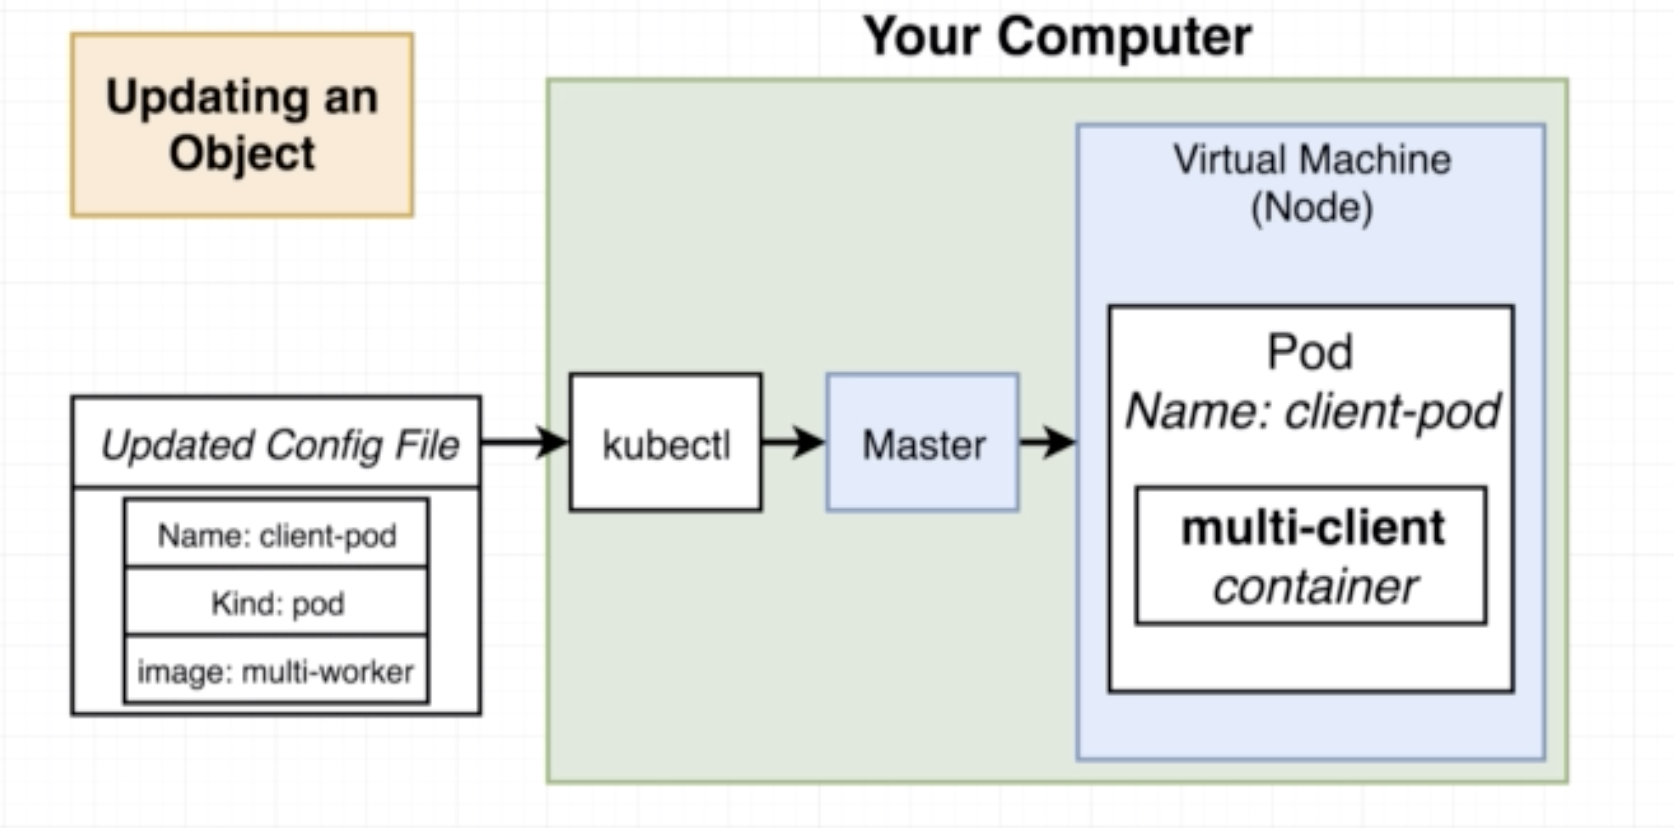 Updating an
Object
Your Computer
Virtual Machine
(Node)
Updated Config File
Name: client-pod
Kind: pod
image: multi-worker
kubectl
Master
Pod
Name: client-pod
multi-client
container